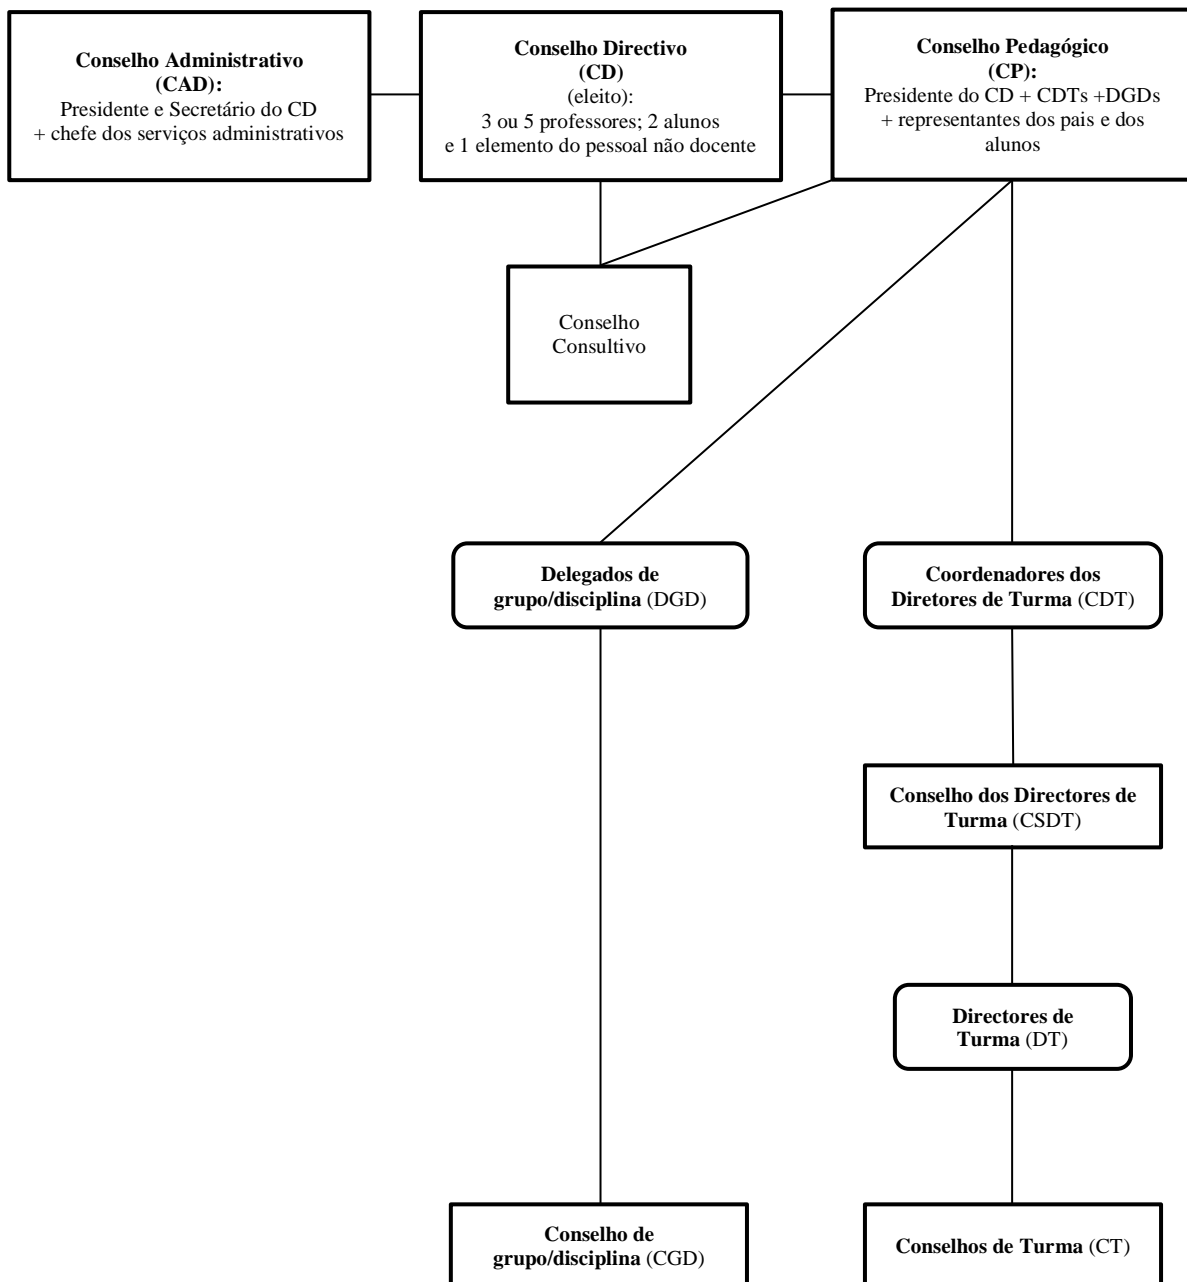 Conselho Administrativo
(CAD):
Presidente e Secretário do CD
+ chefe dos serviços administrativos
Conselho Directivo
(CD)
(eleito):
3 ou 5 professores; 2 alunos
e 1 elemento do pessoal não docente
Conselho Pedagógico
(CP):
Presidente do CD + CDTs +DGDs
+ representantes dos pais e dos
alunos
Conselho
Consultivo
Delegados de
grupo/disciplina (DGD)
Coordenadores dos
Diretores de Turma (CDT)
Conselho dos Directores de
Turma (CSDT)
Directores de
Turma (DT)
Conselho de
grupo/disciplina (CGD)
Conselhos de Turma (CT)